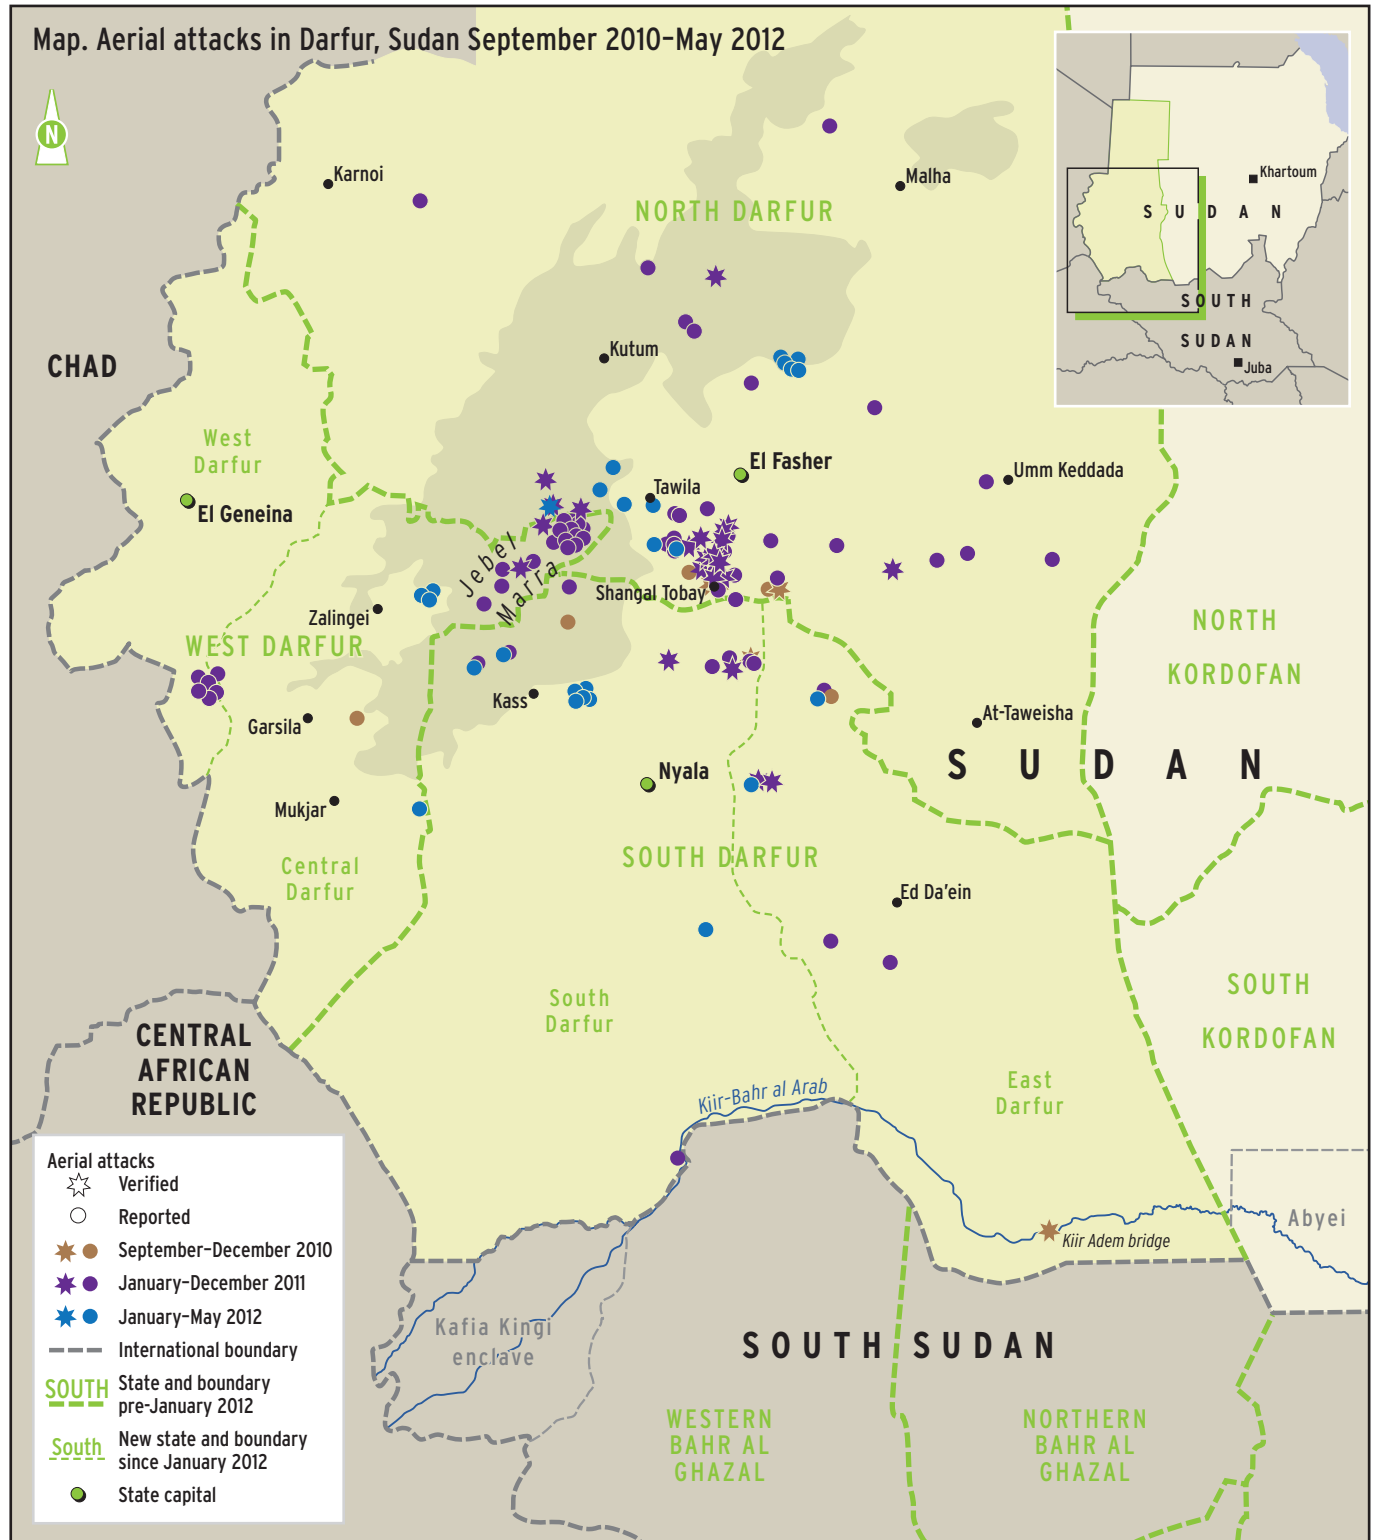 Map. Aerial attacks in Darfur, Sudan September 2010–May 2012
N
Karnoi
Malha
NORTH DARFUR
Khartoum
SUDAN
SOUTH
SUDAN
Juba
CHAD
Kutum
West
Darfur
El Fasher
Umm Keddada
Tawila
El Geneina
Jebel
Marra
Shangal Tobay
Zalingei
WEST DARFUR
NORTH
KORDOFAN
Kass
Garsila
At-Taweisha
SUDAN
Nyala
Mukjar
SOUTH DARFUR
Central
Darfur
Ed Da'ein
South
Darfur
SOUTH
KORDOFAN
CENTRAL
AFRICAN
REPUBLIC
East
Darfur
Kiir–Bahr al Arab
Abyei
Kiir Adem bridge
Kafia Kingi
enclave
SOUTH SUDAN
WESTERN
BAHR AL
GHAZAL
NORTHERN
BAHR AL
GHAZAL
Aerial attacks
Verified
Reported
September–December 2010
January–December 2011
January–May 2012
International boundary
SOUTH State and boundary
pre-January 2012
South New state and boundary
since January 2012
State capital